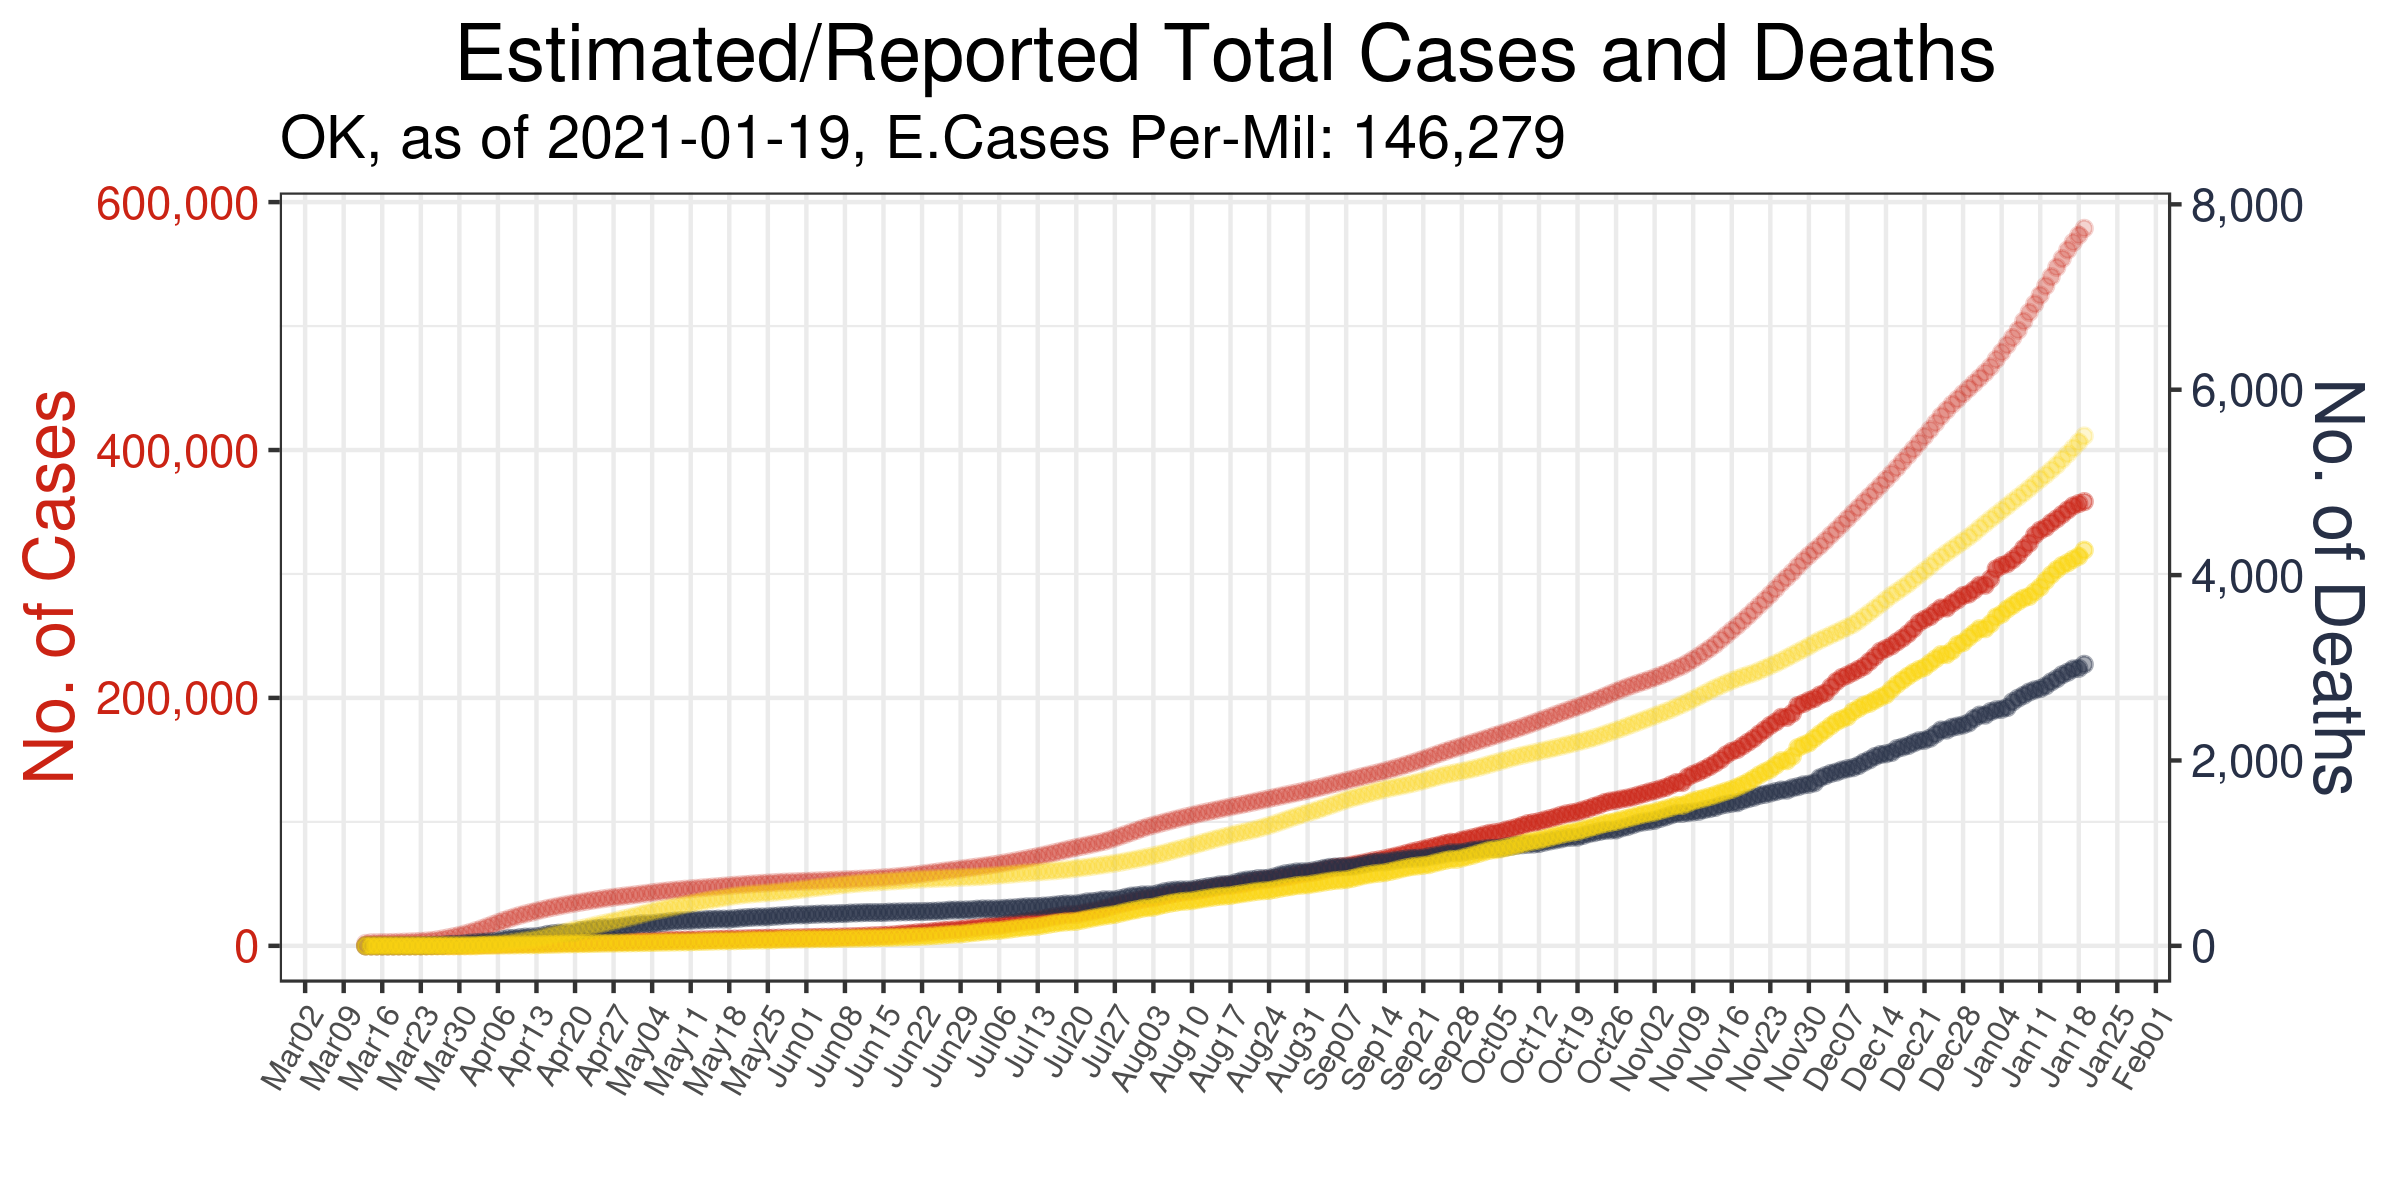 Estimated/Reported Total Cases and Deaths
OK, as of 2021-01-19, E.Cases Per-Mil: 146,279
No. of Cases
600,000
400,000
200,000
0
8,000
6,000
4,000
2,000
0
No. of Deaths
Mar02 Mar09 Mar16 Mar23 Mar30 Apr06 Apr13 Apr20 Apr27 May04 May11 May18 May25 Jun01 Jun08 Jun15 Jun22 Jun29 Jul06 Jul13 Jul20 Jul27 Aug03 Aug10 Aug17 Aug24 Aug31 Sep07 Sep14 Sep21 Sep28 Oct05 Oct12 Oct19 Oct26 Nov02 Nov09 Nov16 Nov23 Nov30 Dec07 Dec14 Dec21 Dec28 Jan04 Jan11 Jan18 Jan25 Feb01